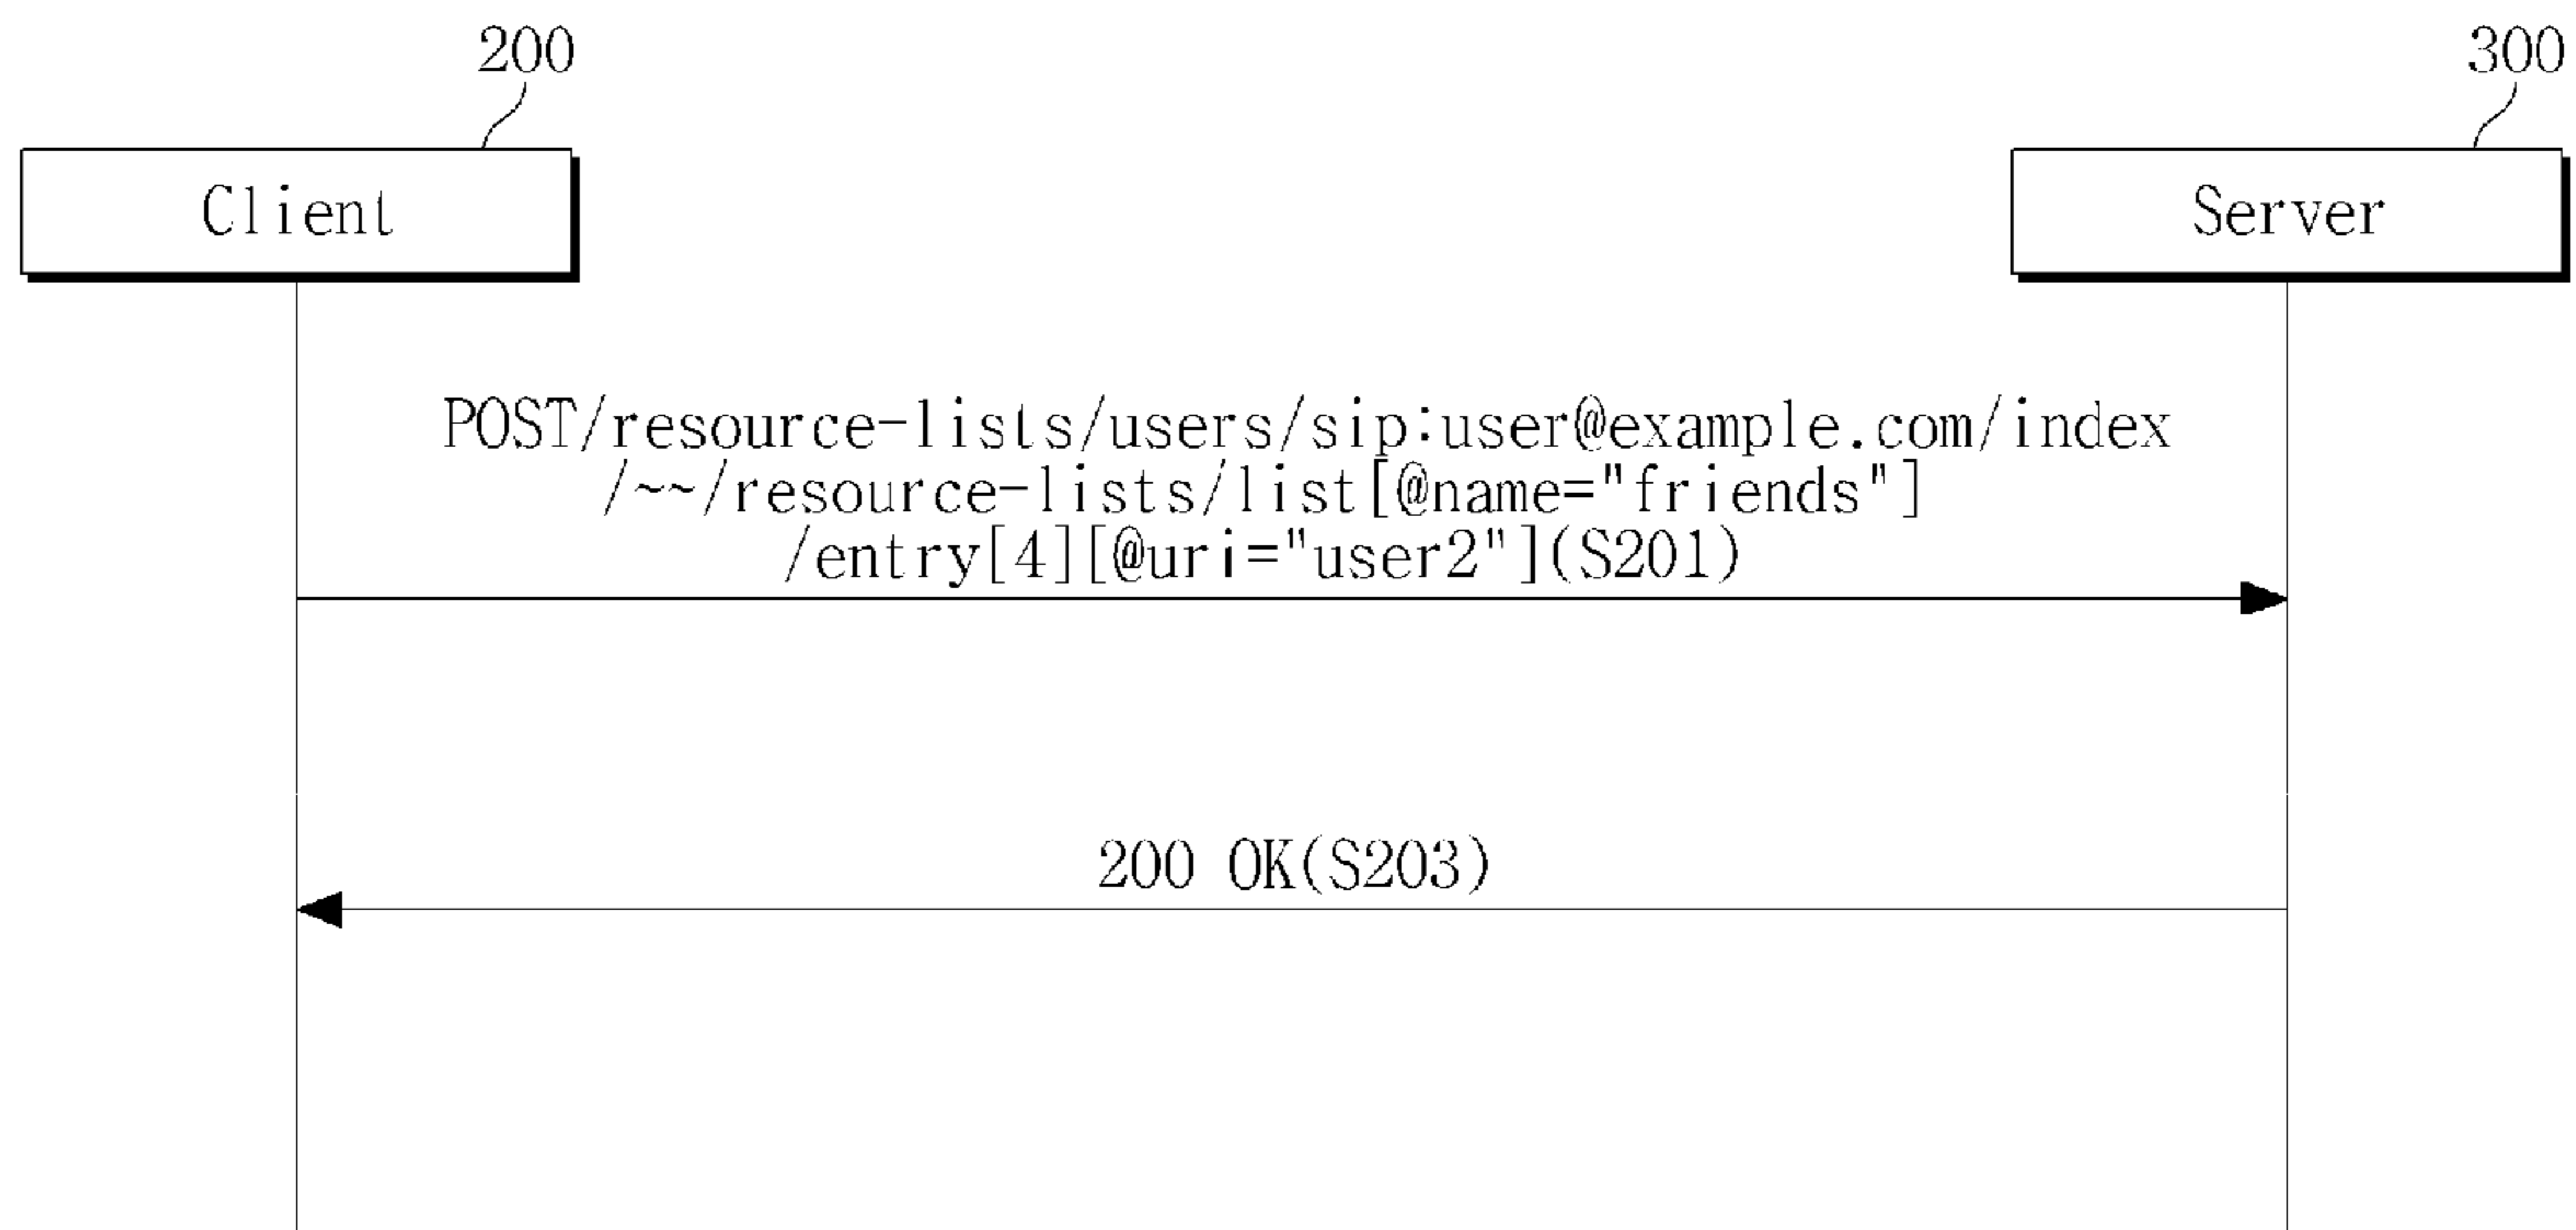 200
300
Client
Server
POST/resource-lists/users/sip:user@example.com/index
/~~/resource-lists/list[@name="friends"]
/entry[4][@uri="user2"](S201)
200 OK(S203)